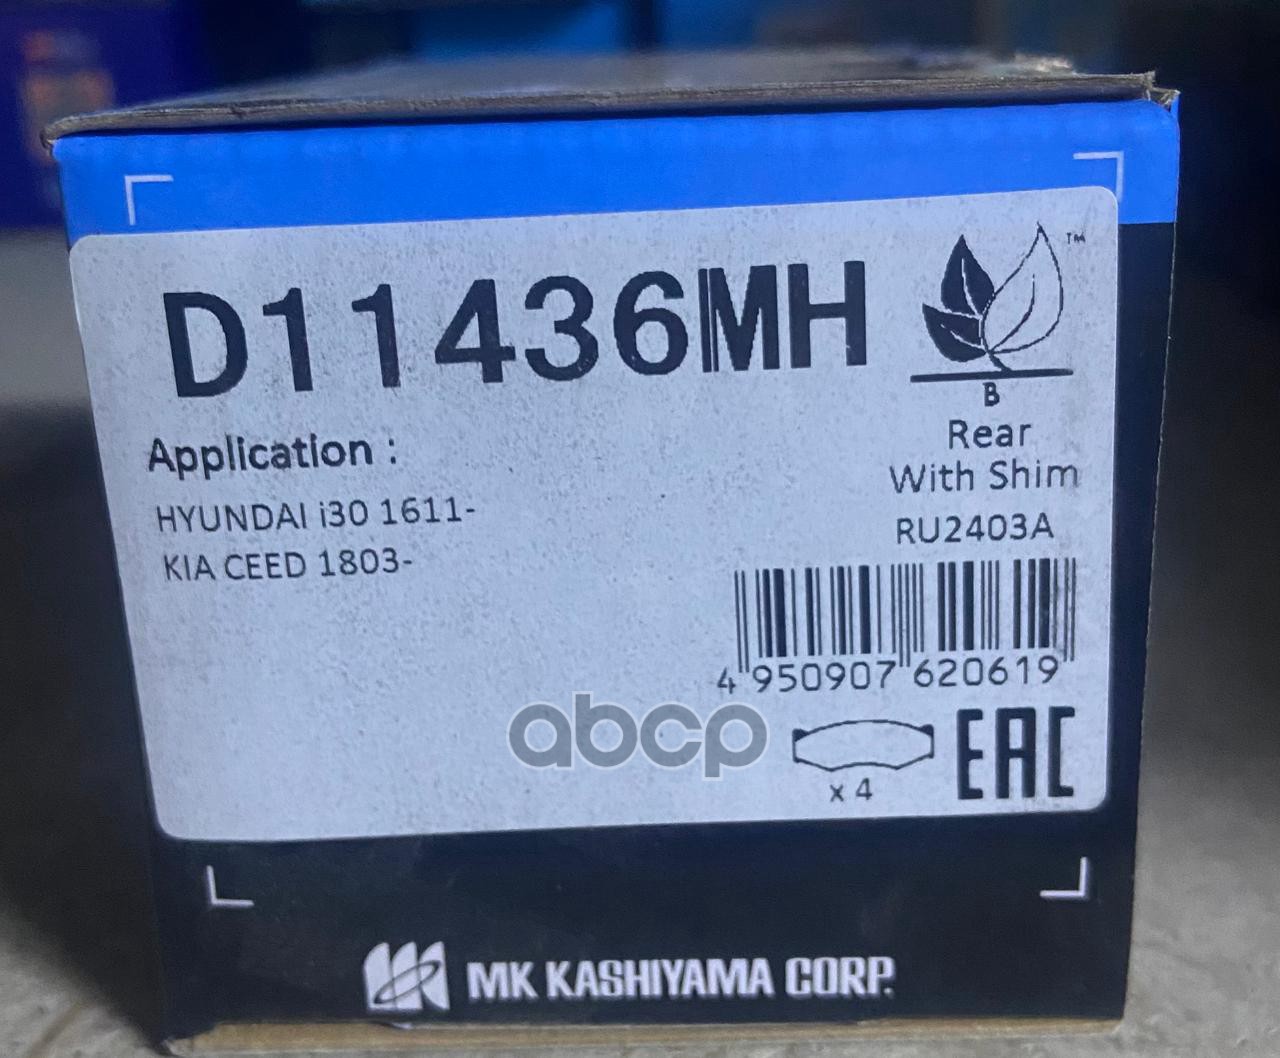 D11436MH
TM
B
Application :
Rear
With Shim
HYUNDAI i30 1611-
RU2403A
KIA CEED 1803-
4 950907 620619
abcp
x 4
EAC
MK KASHIYAMA CORP.